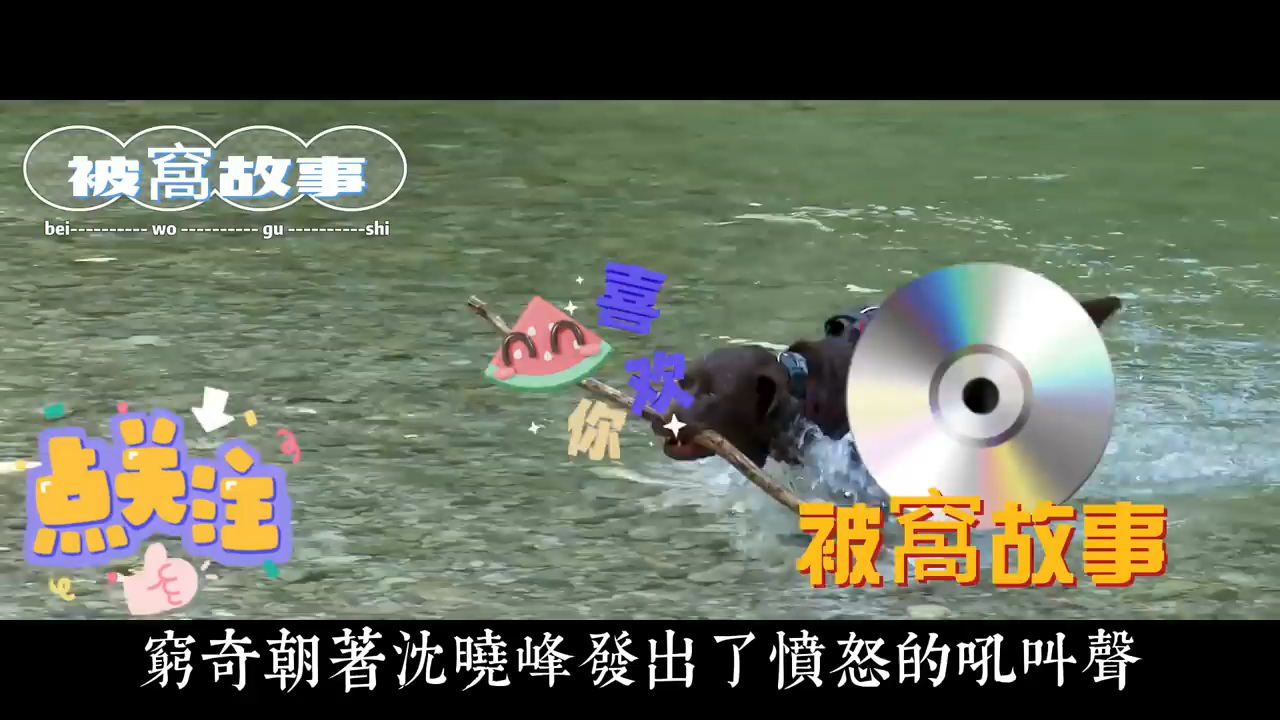 被窩故事
bei---------- wo ---------- gu ----------shi
喜欢你
点关注
被窩故事
窮奇朝著沈曉峰發出了憤怒的吼叫聲